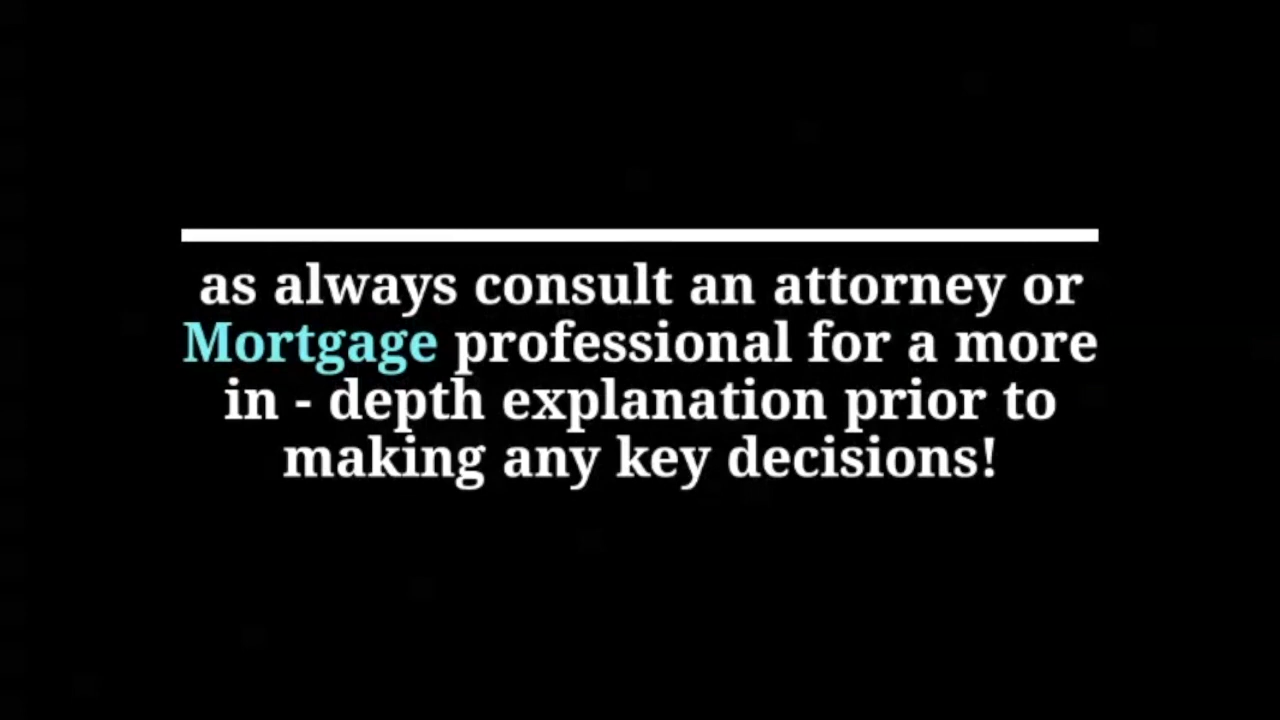 as always consult an attorney or
Mortgage professional for a more
in - depth explanation prior to
making any key decisions!